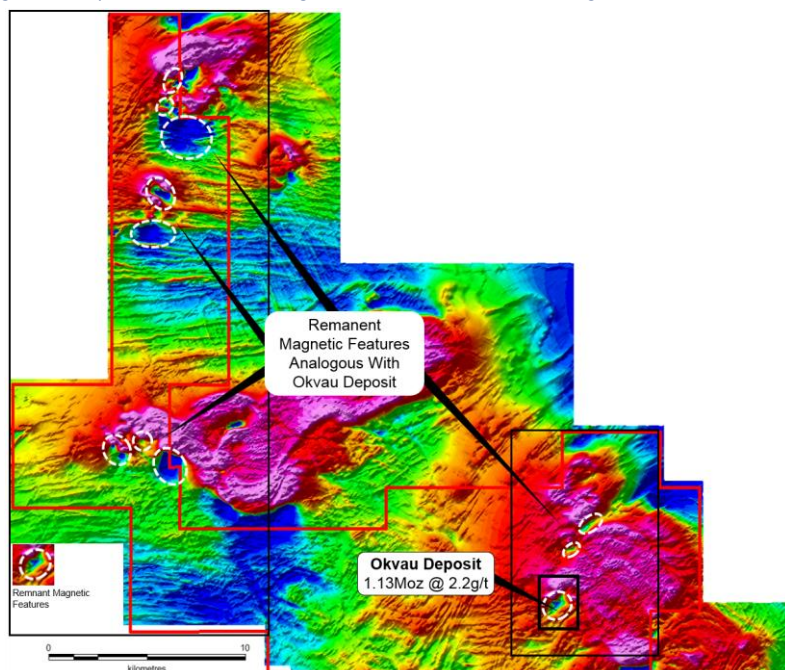 Remanent
Magnetic Features
Analogous With
Okvau Deposit
Okvau Deposit
1.13Moz @ 2.2g/t
Remnant Magnetic
Features
0
10
kilometres